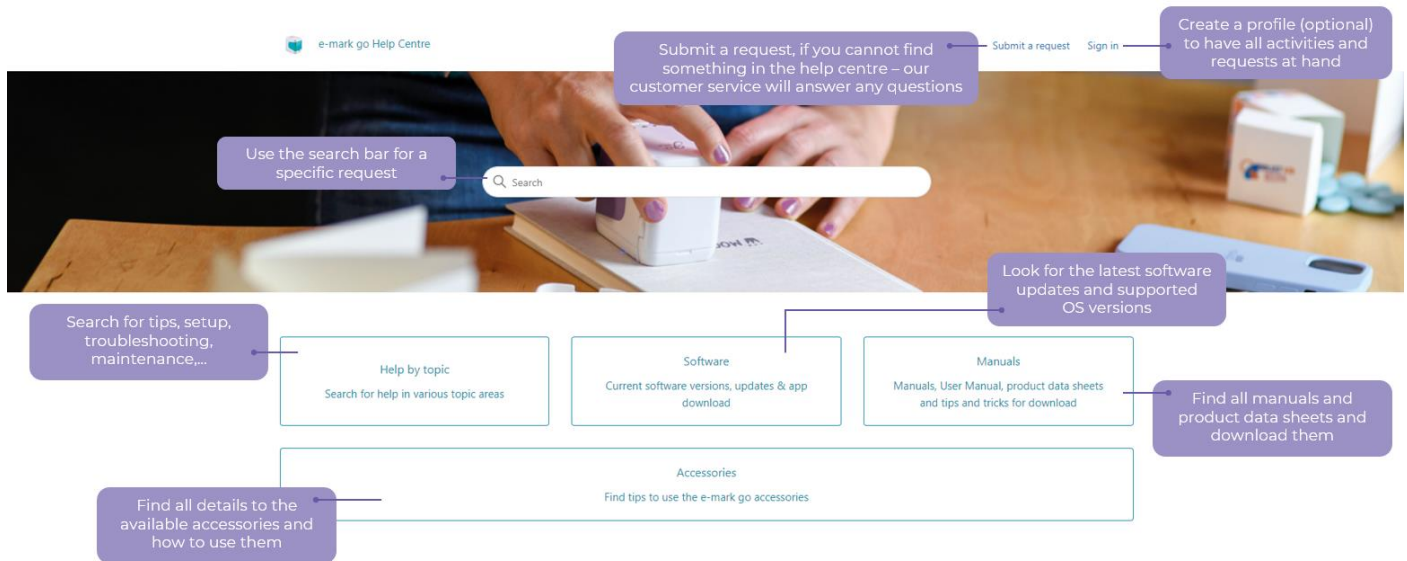 e-mark go Help Centre
Submit a request, if you cannot find
something in the help centre – our
customer service will answer any questions
Submit a request
Sign in
Create a profile (optional)
to have all activities and
requests at hand
Use the search bar for a
specific request
Search
Look for the latest software
updates and supported
OS versions
Search for tips, setup,
troubleshooting,
maintenance,...
Help by topic
Search for help in various topic areas
Software
Current software versions, updates & app
download
Manuals
Manuals, User Manual, product data sheets
and tips and tricks for download
Find all manuals and
product data sheets and
download them
Accessories
Find tips to use the e-mark go accessories
Find all details to the
available accessories and
how to use them